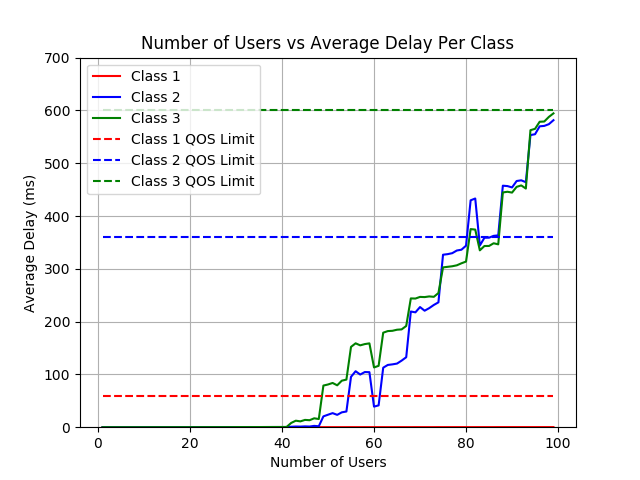 Number of Users vs Average Delay Per Class
Average Delay (ms)
700
600
500
400
300
200
100
0
Class 1
Class 2
Class 3
Class 1 QOS Limit
Class 2 QOS Limit
Class 3 QOS Limit
0 20 40 60 80 100
Number of Users